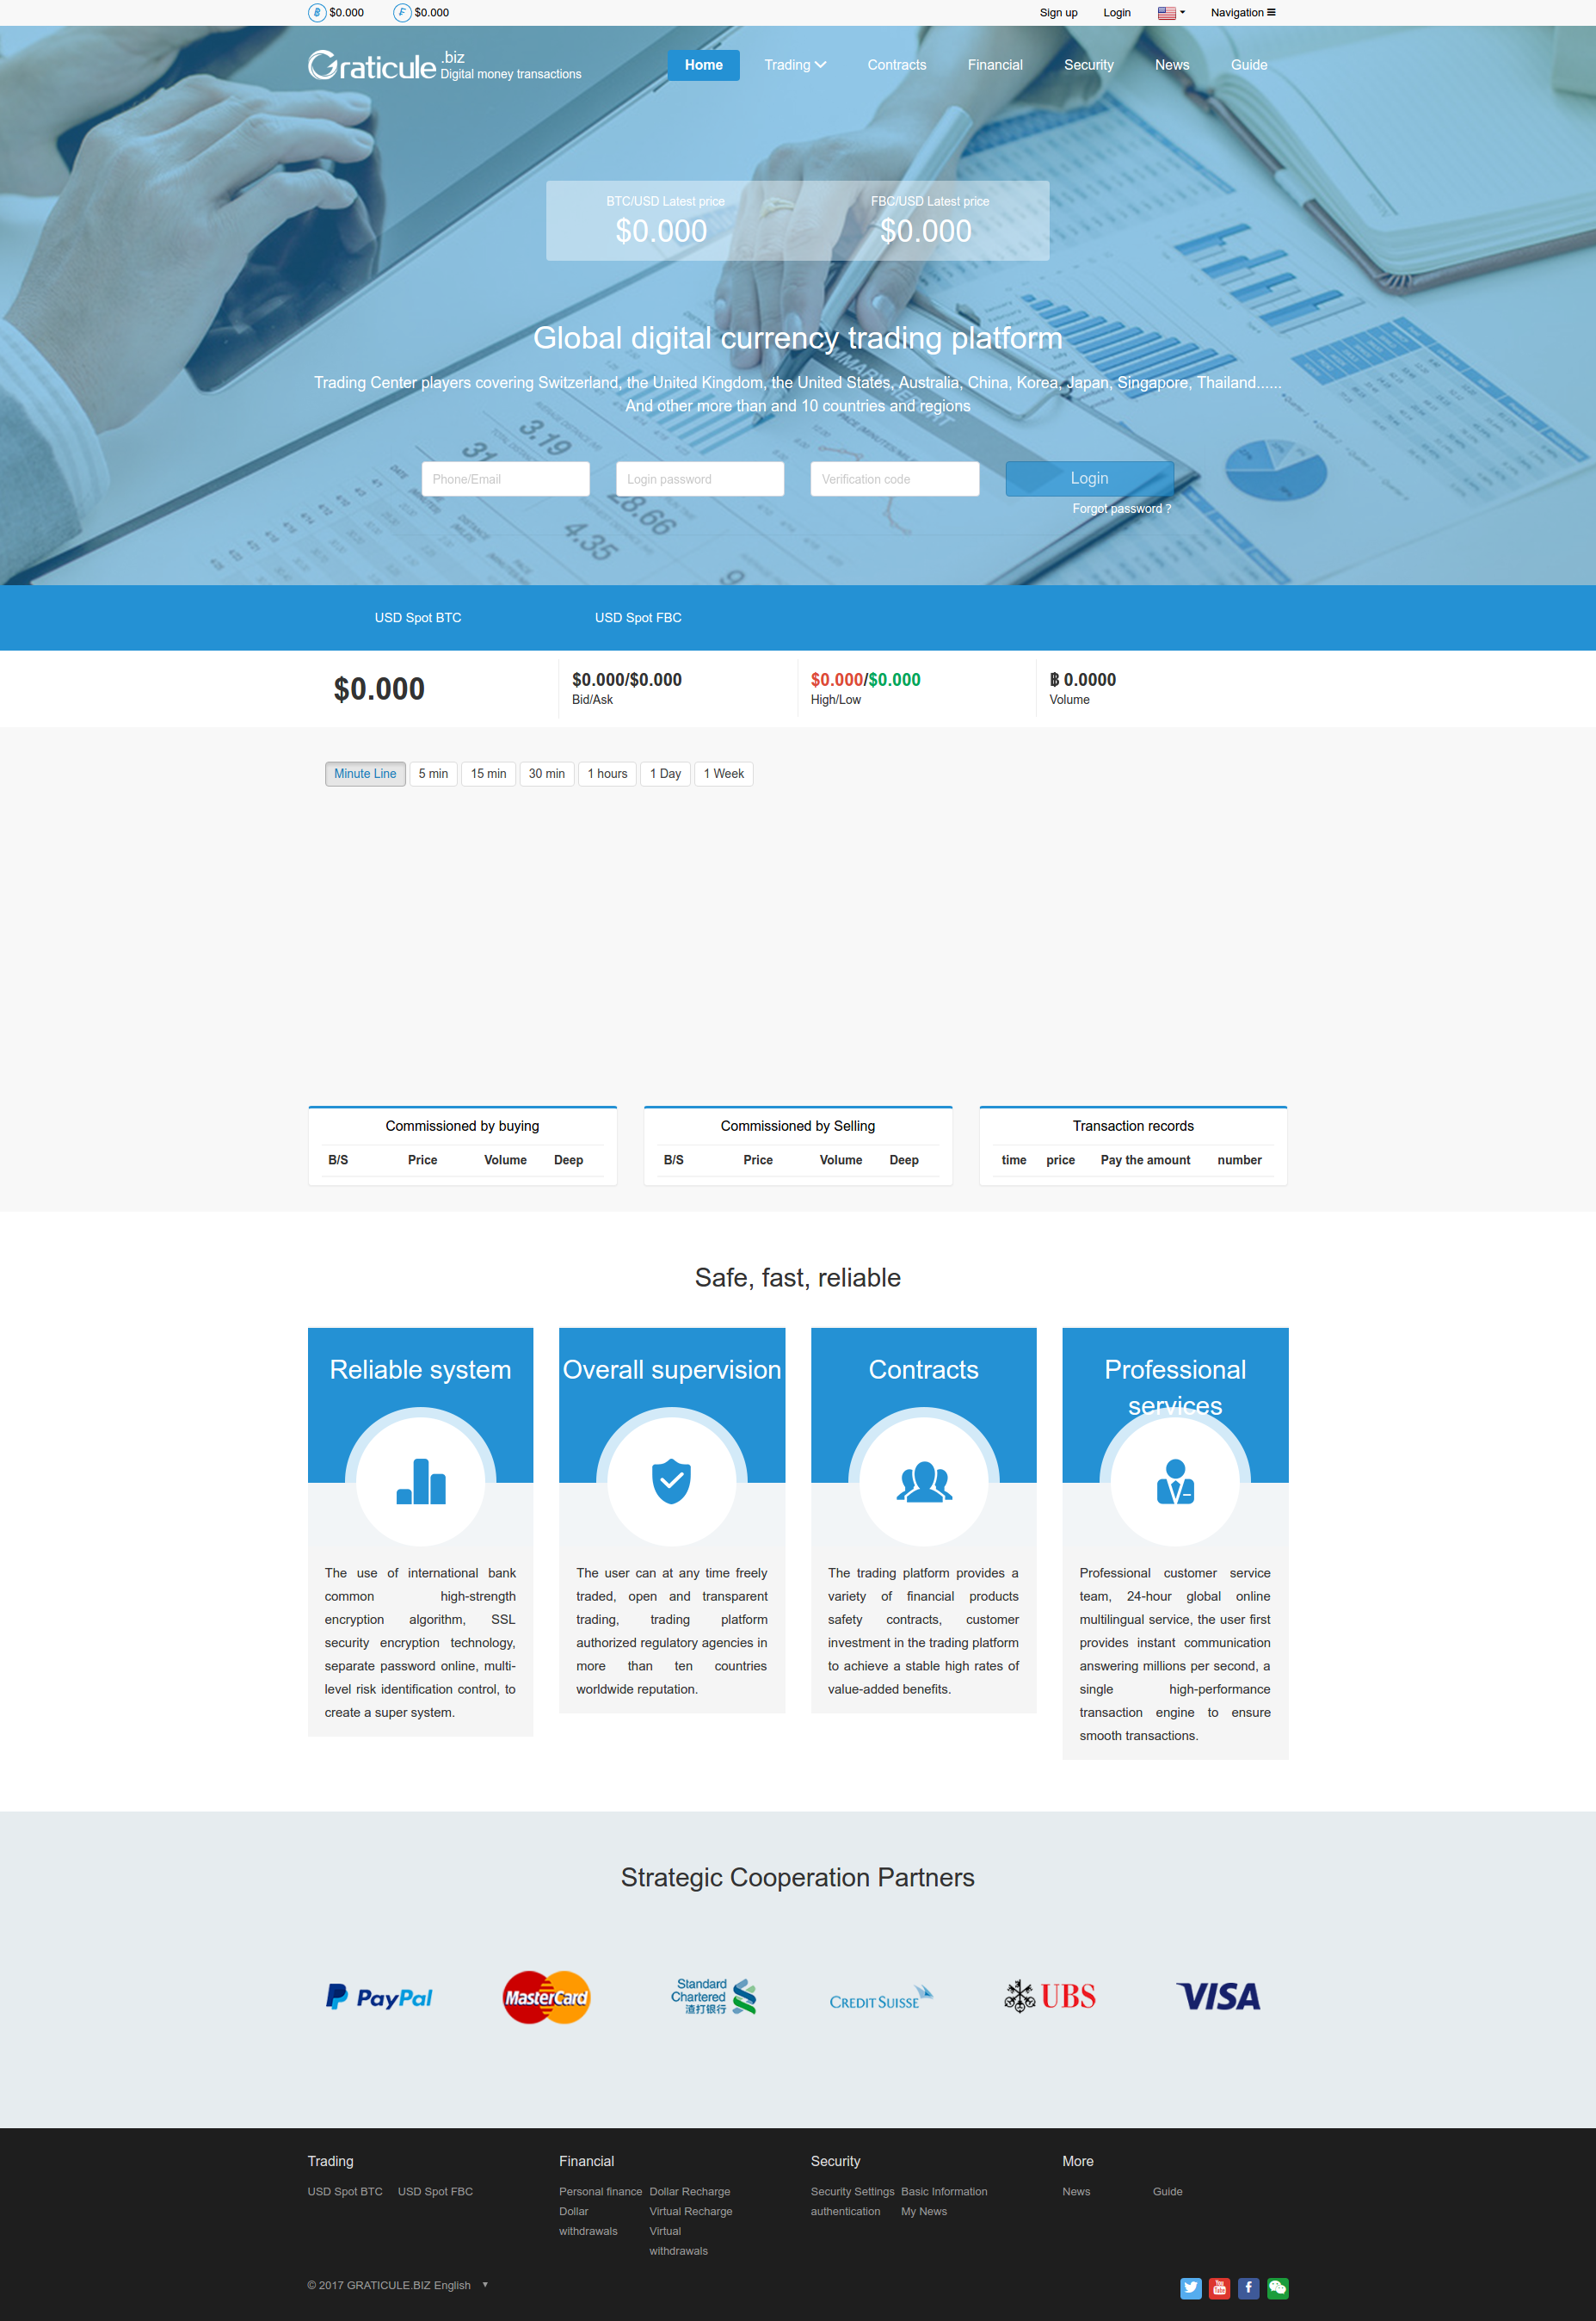 $0.000 $0.000 Sign up Login Navigation
Graticule .biz
Digital money transactions
Home Trading Contracts Financial Security News Guide
BTC/USD Latest price FBC/USD Latest price
$0.000 $0.000
Global digital currency trading platform
Trading Center players covering Switzerland, the United Kingdom, the United States, Australia, China, Korea, Japan, Singapore, Thailand......
And other more than and 10 countries and regions
Phone/Email Login password Verification code Login
Forgot password ?
3.19
31
28.66
4.35
USD Spot BTC USD Spot FBC
$0.000
$0.000/$0.000
Bid/Ask
$0.000/$0.000
High/Low
฿ 0.0000
Volume
Minute Line 5 min 15 min 30 min 1 hours 1 Day 1 Week
Commissioned by buying
B/S Price Volume Deep
Commissioned by Selling
B/S Price Volume Deep
Transaction records
time price Pay the amount number
Safe, fast, reliable
Reliable system
The use of international bank
common high-strength
encryption algorithm, SSL
security encryption technology,
separate password online, multi-
level risk identification control, to
create a super system.
Overall supervision
The user can at any time freely
traded, open and transparent
trading, trading platform
authorized regulatory agencies in
more than ten countries
worldwide reputation.
Contracts
The trading platform provides a
variety of financial products
safety contracts, customer
investment in the trading platform
to achieve a stable high rates of
value-added benefits.
Professional
services
Professional customer service
team, 24-hour global online
multilingual service, the user first
provides instant communication
answering millions per second, a
single high-performance
transaction engine to ensure
smooth transactions.
Strategic Cooperation Partners
PayPal
MasterCard
Standard
Chartered
渣打银行
CREDIT SUISSE
UBS
VISA
Trading
USD Spot BTC USD Spot FBC
Financial
Personal finance Dollar Recharge
Dollar
withdrawals
Virtual Recharge
Virtual
withdrawals
Security
Security Settings Basic Information
authentication My News
More
News Guide
© 2017 GRATICULE.BIZ English ▼